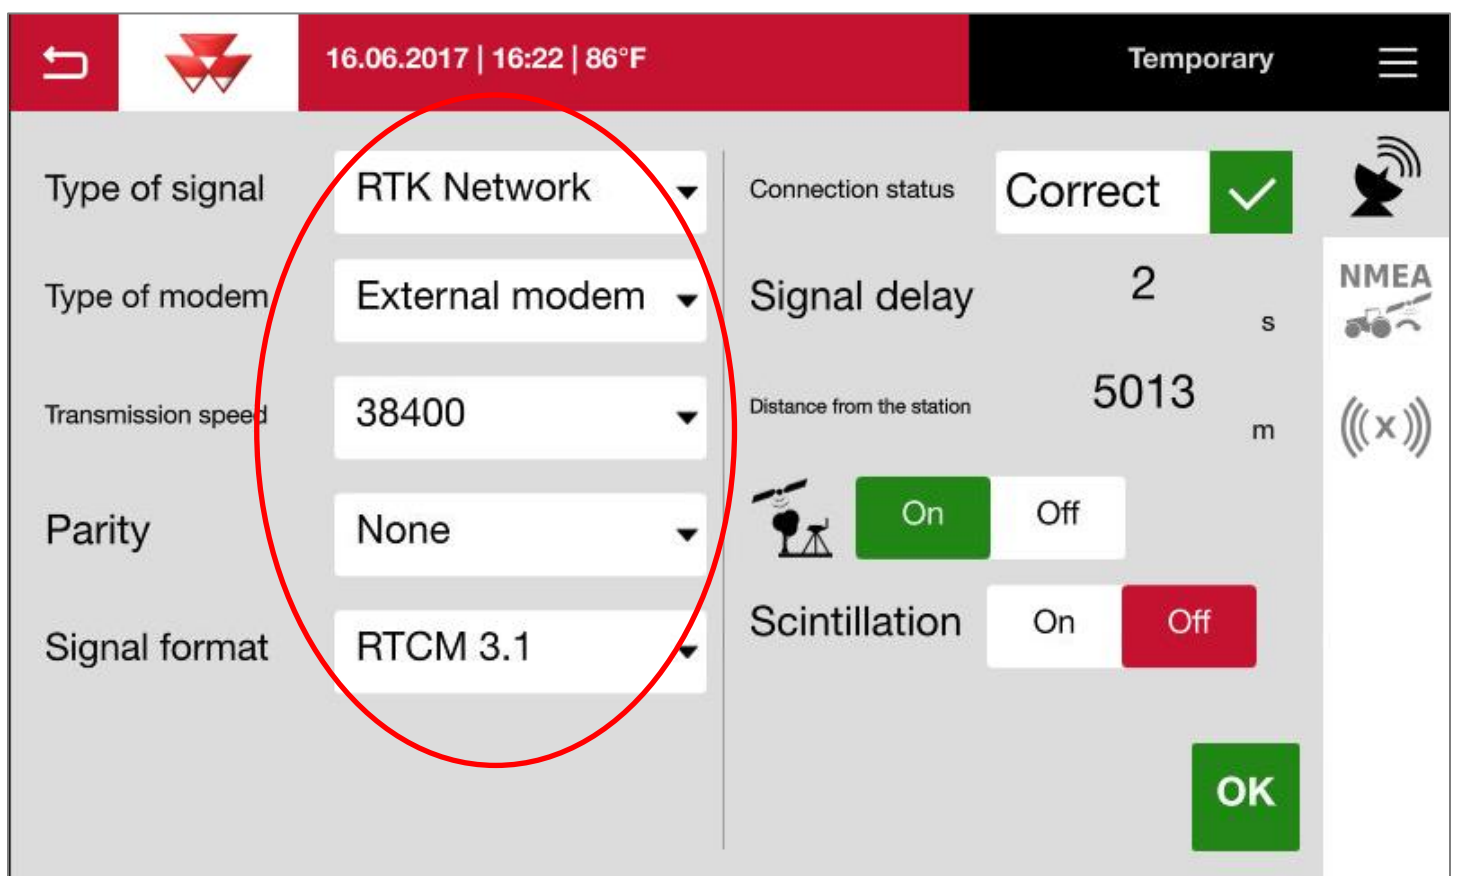 16.06.2017 | 16:22 | 86°F
Temporary
Type of signal
RTK Network
Type of modem
External modem
Transmission speed
38400
Parity
None
Signal format
RTCM 3.1
Connection status
Correct
Signal delay
2 s
Distance from the station
5013 m
On Off
Scintillation
On Off
OK
NMEA
((( x )))